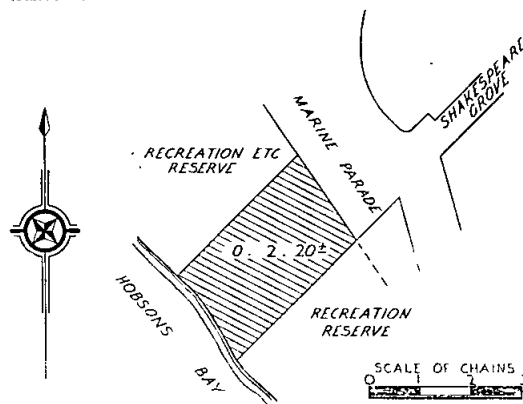 SHAKESPEARE
GROVE
MARINE PARADE
RECREATION ETC
RESERVE
0. 2. 20±
HOBSONS
BAY
RECREATION
RESERVE
SCALE OF CHAINS
0 1 2